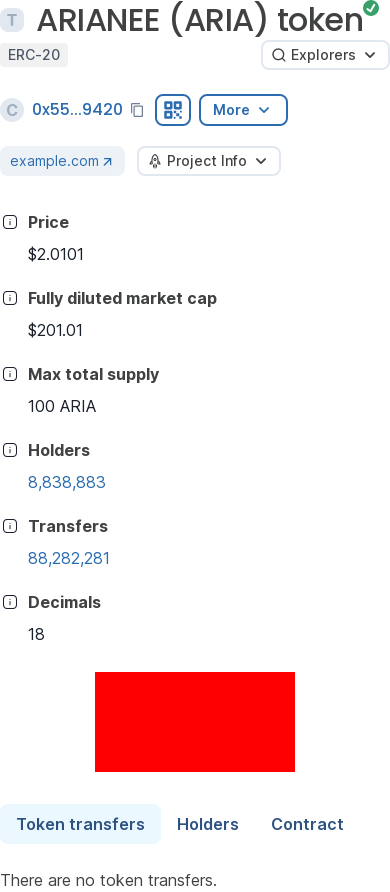 T ARIANEE (ARIA) token
ERC-20 Explorers
C 0x55...9420 More
example.com Project Info
Price
$2.0101
Fully diluted market cap
$201.01
Max total supply
100 ARIA
Holders
8,838,883
Transfers
88,282,281
Decimals
18
Token transfers Holders Contract
There are no token transfers.